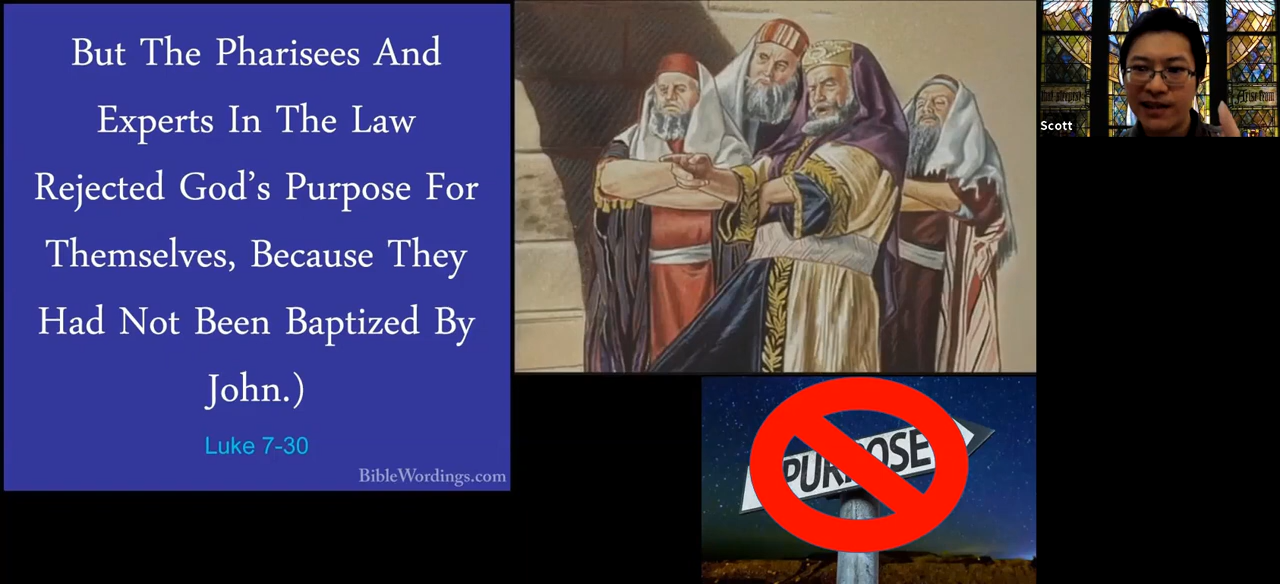 But The Pharisees And
Experts In The Law
Rejected God's Purpose For
Themselves, Because They
Had Not Been Baptized By
John.)
Luke 7-30
BibleWordings.com
PURPOSE
Scott